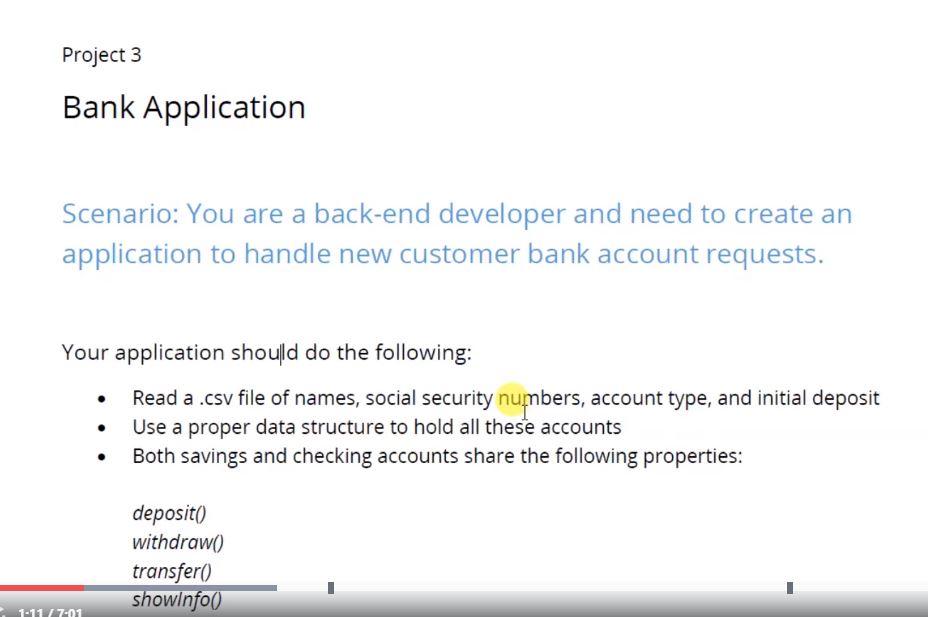 Project 3
Bank Application
Scenario: You are a back-end developer and need to create an
application to handle new customer bank account requests.
Your application should do the following:
• Read a .csv file of names, social security numbers, account type, and initial deposit
• Use a proper data structure to hold all these accounts
• Both savings and checking accounts share the following properties:
deposit()
withdraw()
transfer()
showInfo()
1:11 / 7:01